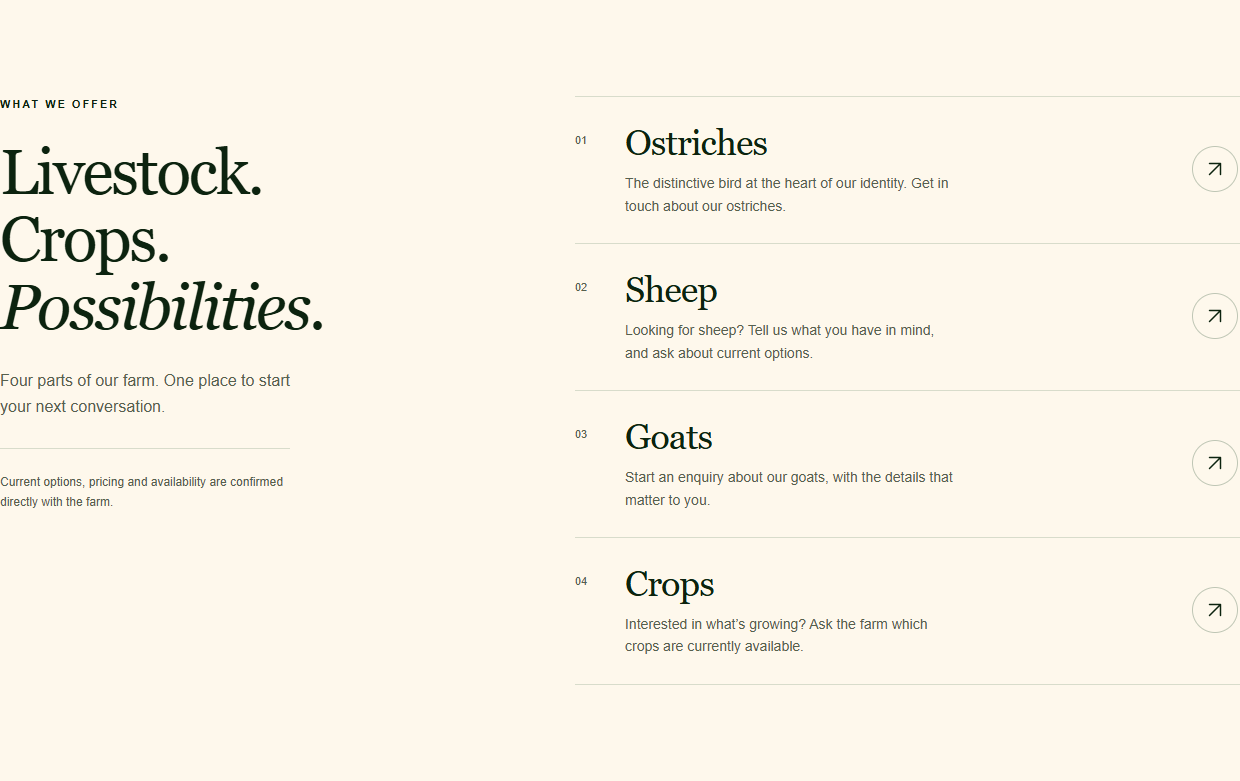 WHAT WE OFFER
Livestock.
Crops.
Possibilities.
Four parts of our farm. One place to start
your next conversation.
Current options, pricing and availability are confirmed
directly with the farm.
01
Ostriches
The distinctive bird at the heart of our identity. Get in
touch about our ostriches.
02
Sheep
Looking for sheep? Tell us what you have in mind,
and ask about current options.
03
Goats
Start an enquiry about our goats, with the details that
matter to you.
04
Crops
Interested in what’s growing? Ask the farm which
crops are currently available.